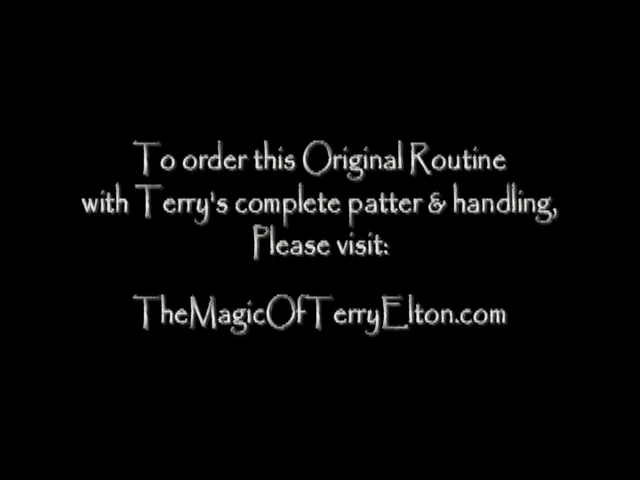 To order this Original Routine
with Terry's complete patter & handling,
Please visit:
TheMagicOfTerryElton.com